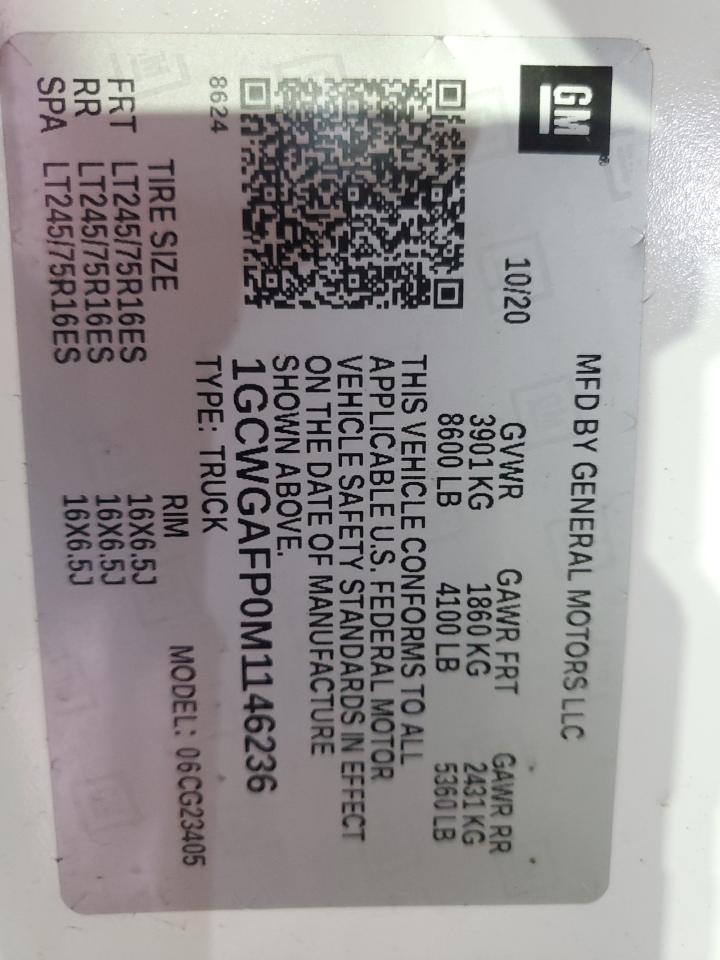 GM
MFD BY GENERAL MOTORS LLC
10/20
GVWR GAWR FRT GAWR RR
3901 KG 1860 KG 2431 KG
8600 LB 4100 LB 5360 LB
THIS VEHICLE CONFORMS TO ALL
APPLICABLE U.S. FEDERAL MOTOR
VEHICLE SAFETY STANDARDS IN EFFECT
ON THE DATE OF MANUFACTURE
SHOWN ABOVE.
1GCWGAFP0M1146236
8624
TYPE: TRUCK
MODEL: 06CG23405
TIRE SIZE RIM
FRT LT245/75R16ES 16X6.5J
RR LT245/75R16ES 16X6.5J
SPA LT245/75R16ES 16X6.5J